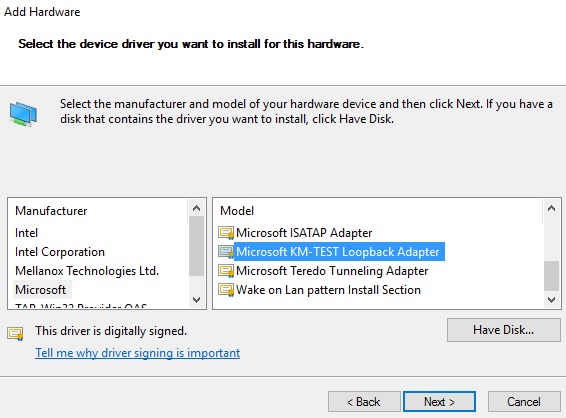 Add Hardware
Select the device driver you want to install for this hardware.
Select the manufacturer and model of your hardware device and then click Next. If you have a
disk that contains the driver you want to install, click Have Disk.
Manufacturer
Intel
Intel Corporation
Mellanox Technologies Ltd.
Microsoft
TAP-Win32 Provider OAS
Model
Microsoft ISATAP Adapter
Microsoft KM-TEST Loopback Adapter
Microsoft Teredo Tunneling Adapter
Wake on Lan pattern Install Section
This driver is digitally signed.
Tell me why driver signing is important
Have Disk...
< Back
Next >
Cancel